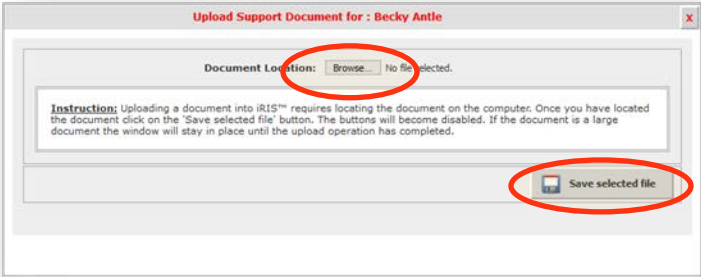 Upload Support Document for : Becky Antle
x
Document Location: Browse... No file selected.
Instruction: Uploading a document into iRIS™ requires locating the document on the computer. Once you have located
the document click on the 'Save selected file' button. The buttons will become disabled. If the document is a large
document the window will stay in place until the upload operation has completed.
Save selected file